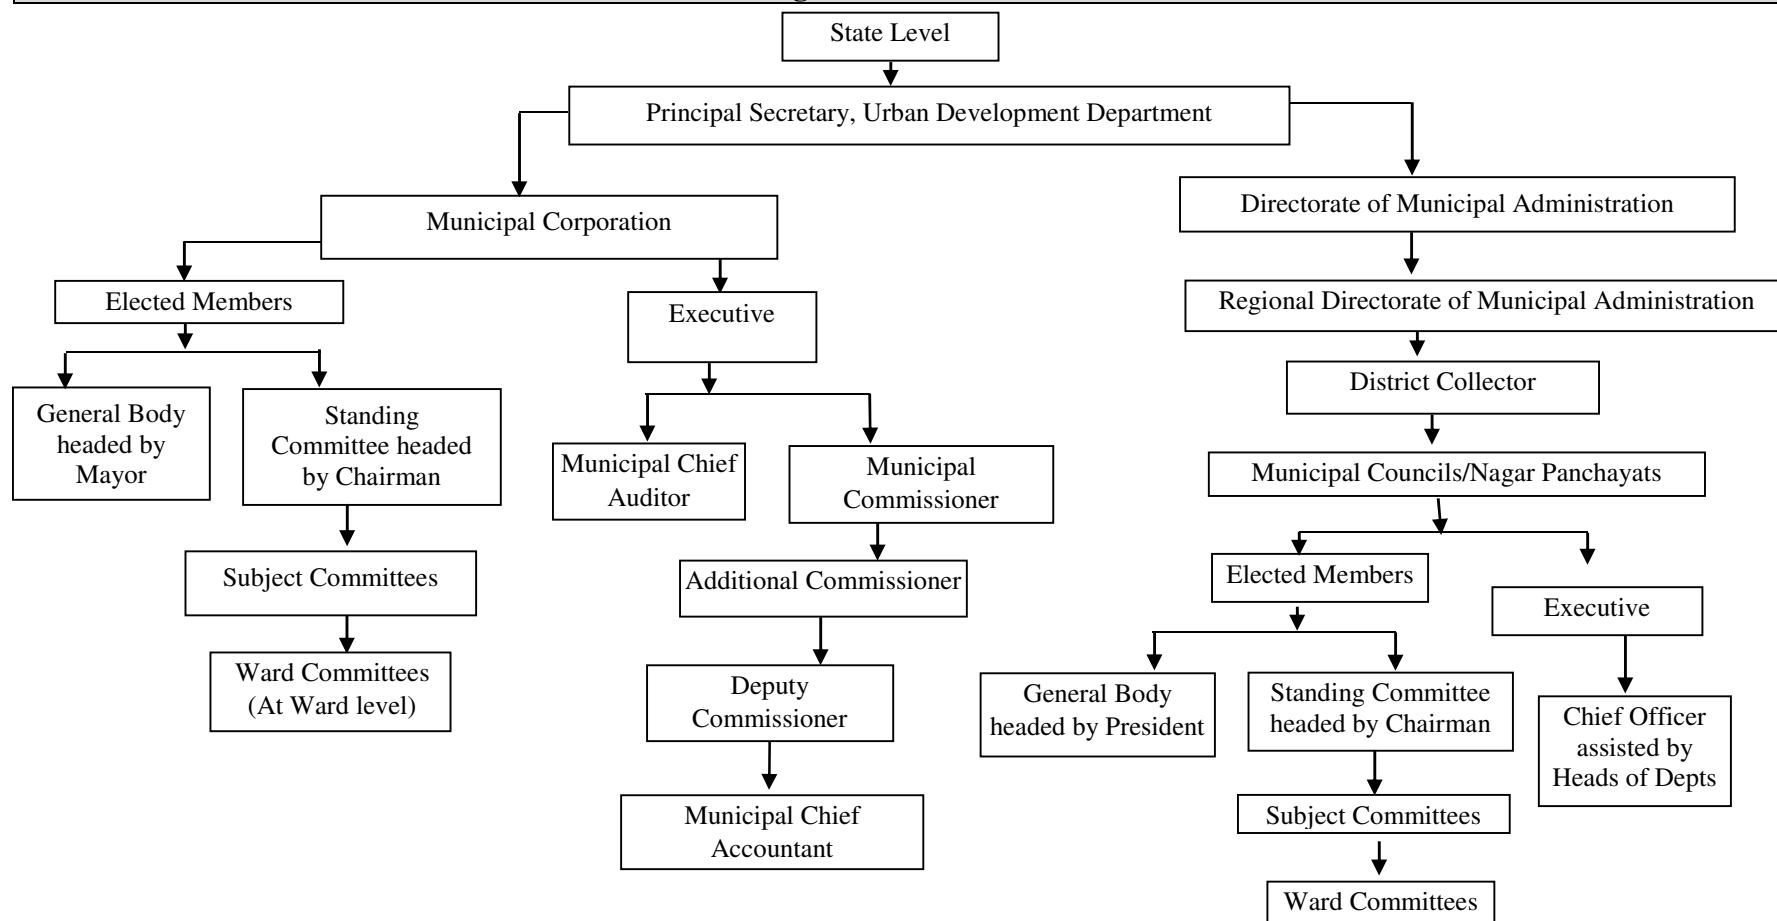 State Level
Principal Secretary, Urban Development Department
Municipal Corporation
Directorate of Municipal Administration
Elected Members
Executive
Regional Directorate of Municipal Administration
General Body
headed by
Mayor
Standing
Committee headed
by Chairman
Municipal Chief
Auditor
Municipal
Commissioner
District Collector
Municipal Councils/Nagar Panchayats
Subject Committees
Additional Commissioner
Elected Members
Executive
Ward Committees
(At Ward level)
Deputy
Commissioner
General Body
headed by President
Standing Committee
headed by Chairman
Chief Officer
assisted by
Heads of Depts
Municipal Chief
Accountant
Subject Committees
Ward Committees